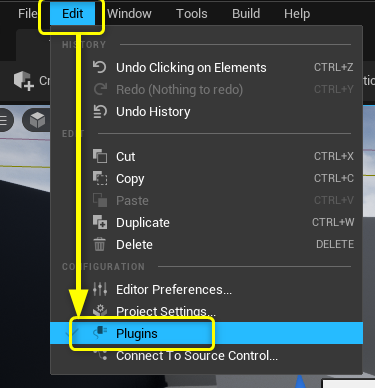 File Edit Window Tools Build Help
HISTORY
Undo Clicking on Elements CTRL+Z
Redo (Nothing to redo) CTRL+Y
Undo History
EDIT
Cut CTRL+X
Copy CTRL+C
Paste CTRL+V
Duplicate CTRL+W
Delete DELETE
CONFIGURATION
Editor Preferences...
Project Settings...
Plugins
Connect To Source Control...